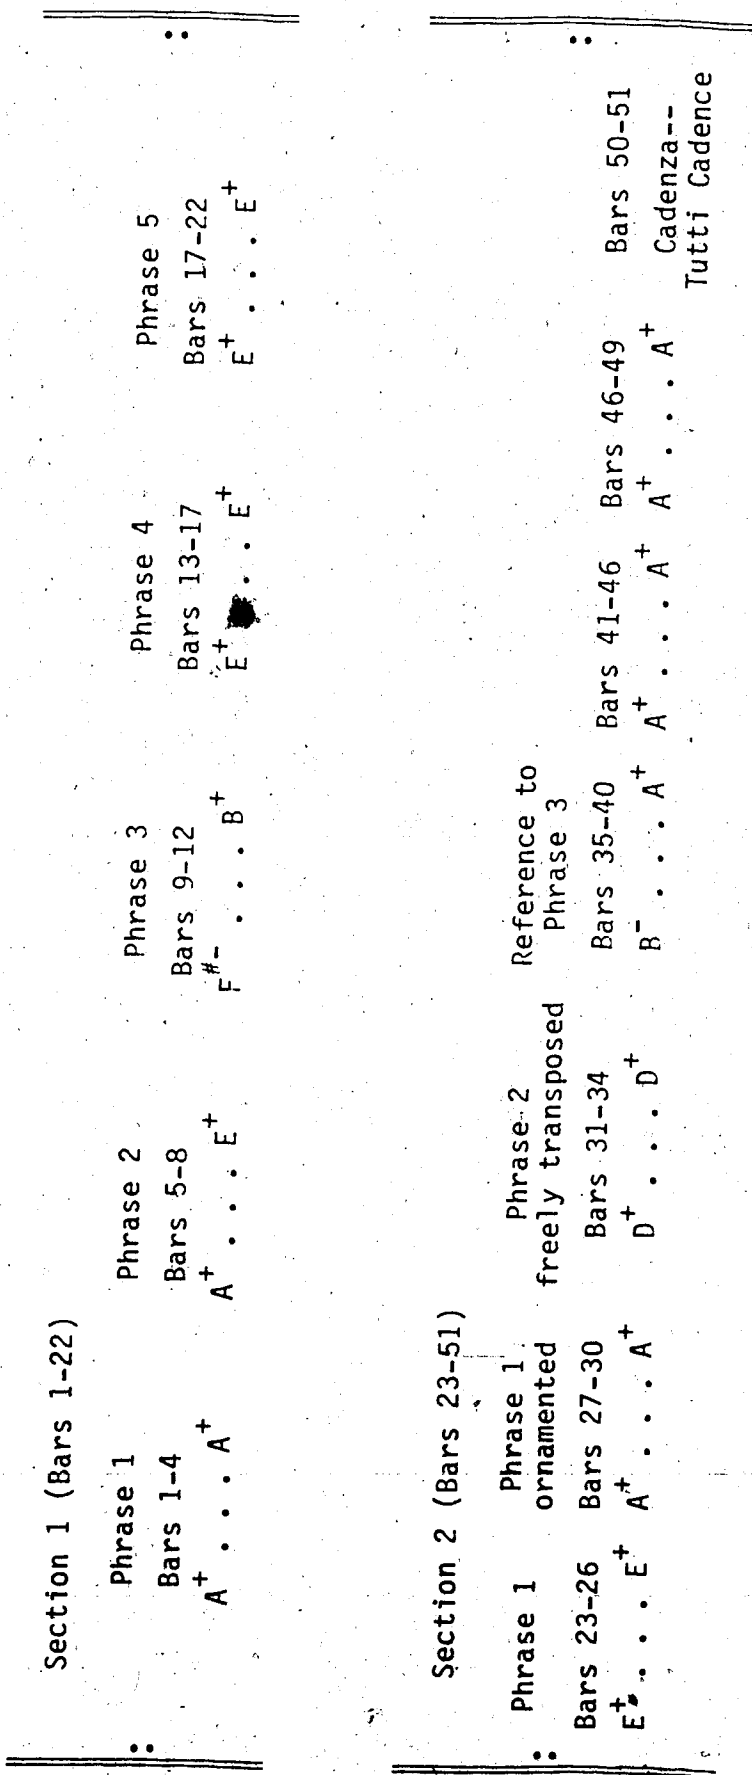 Section 1 (Bars 1-22)
Phrase 1 Phrase 2 Phrase 3 Phrase 4 Phrase 5
Bars 1-4 Bars 5-8 Bars 9-12 Bars 13-17 Bars 17-22
A+ . . . . A+ A+ . . . . E+ F#- . . . . B+ E+ . . . E+ E+ . . . . E+
Section 2 (Bars 23-51)
Phrase 1 Phrase 1 ornamented Phrase 2 freely transposed Reference to Phrase 3
Bars 23-26 Bars 27-30 Bars 31-34 Bars 35-40 Bars 41-46 Bars 46-49 Bars 50-51
E+ . . . . E+ A+ . . . . A+ D+ . . . . D+ B- . . . . A+ A+ . . . . A+ A+ . . . . A+ Cadenza--
Tutti Cadence